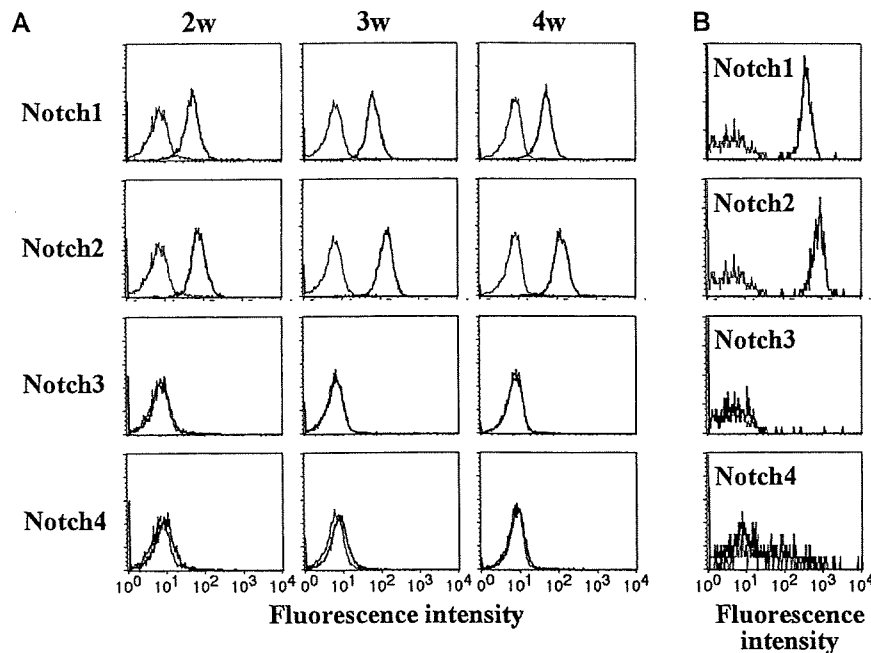 A
2w 3w 4w
B
Notch1
Notch2
Notch3
Notch4
Notch1
Notch2
Notch3
Notch4
10⁰ 10¹ 10² 10³ 10⁴
10⁰ 10¹ 10² 10³ 10⁴
10⁰ 10¹ 10² 10³ 10⁴
Fluorescence intensity
10⁰ 10¹ 10² 10³ 10⁴
Fluorescence
intensity